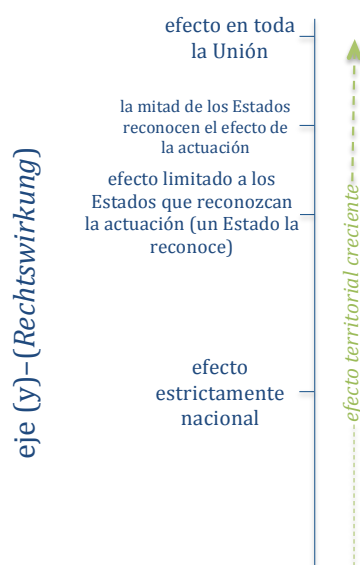 efecto en toda
la Unión
la mitad de los Estados
reconocen el efecto de
la actuación
efecto limitado a los
Estados que reconozcan
la actuación (un Estado la
reconoce)
efecto
estrictamente
nacional
eje (y)–(Rechtswirkung)
efecto territorial creciente